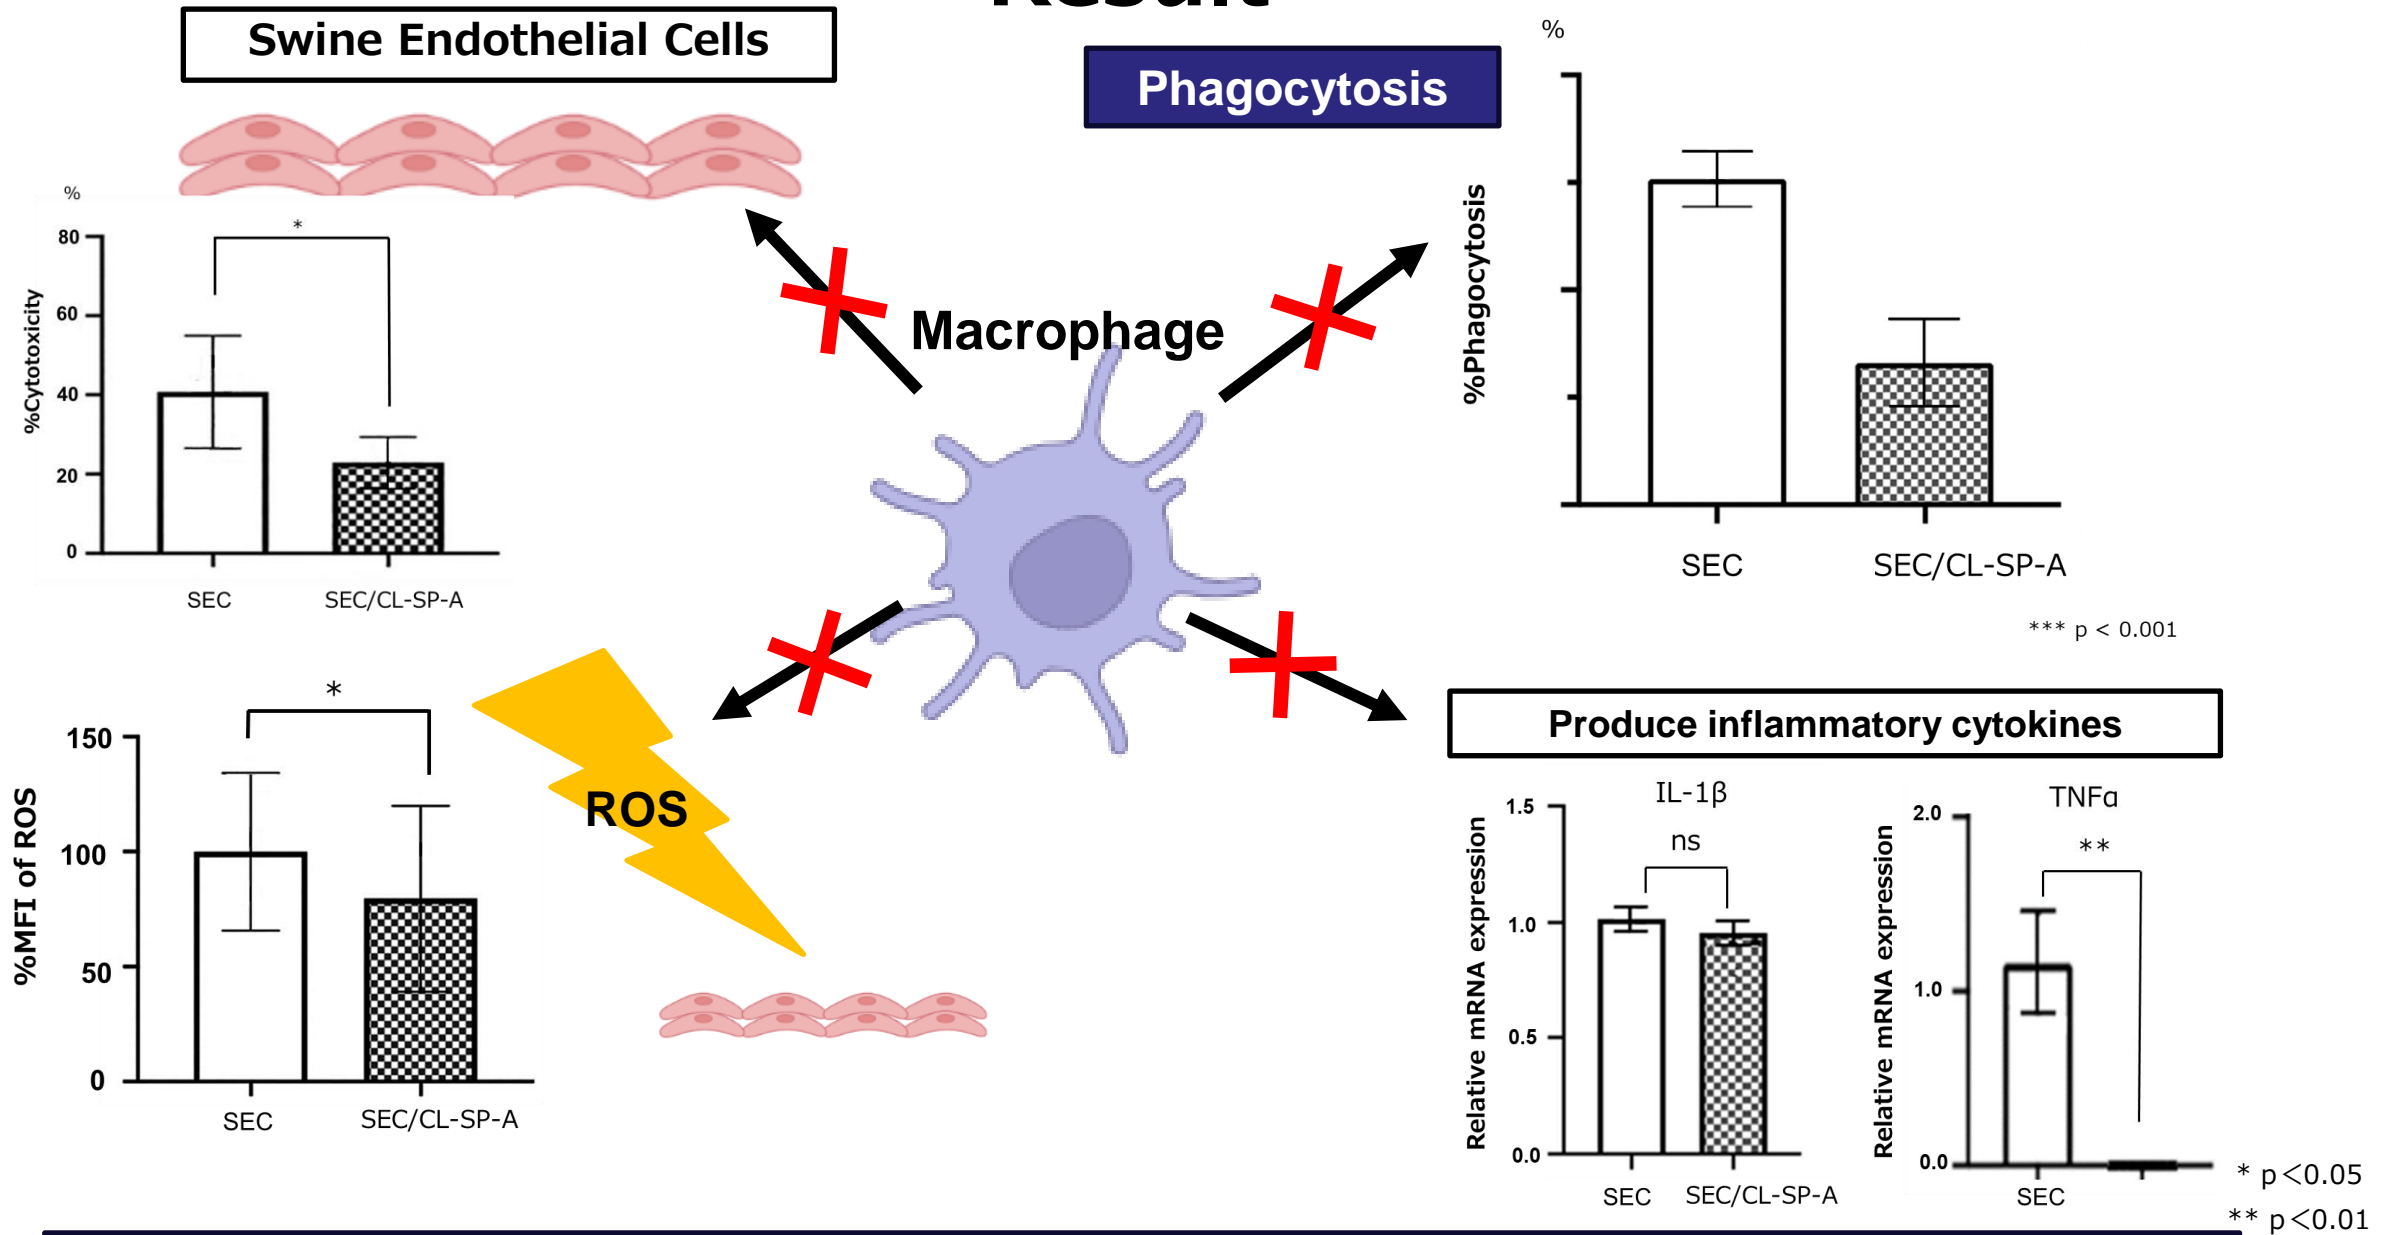 Result
Swine Endothelial Cells
%
%Cytotoxicity
80
60
40
20
0
*
SEC
SEC/CL-SP-A
Phagocytosis
%
%Phagocytosis
SEC
SEC/CL-SP-A
*** p < 0.001
Macrophage
%MFI of ROS
150
100
50
0
*
SEC
SEC/CL-SP-A
ROS
Produce inflammatory cytokines
IL-1β
ns
Relative mRNA expression
1.5
1.0
0.5
0.0
SEC
SEC/CL-SP-A
TNFα
**
Relative mRNA expression
2.0
1.0
0.0
SEC
* p<0.05
** p<0.01